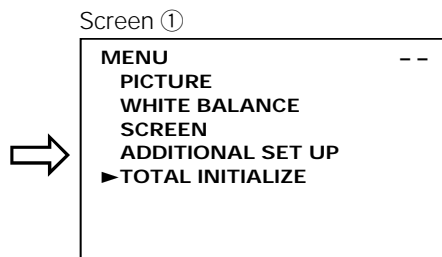 Screen ①
MENU – –
PICTURE
WHITE BALANCE
SCREEN
ADDITIONAL SET UP
►TOTAL INITIALIZE